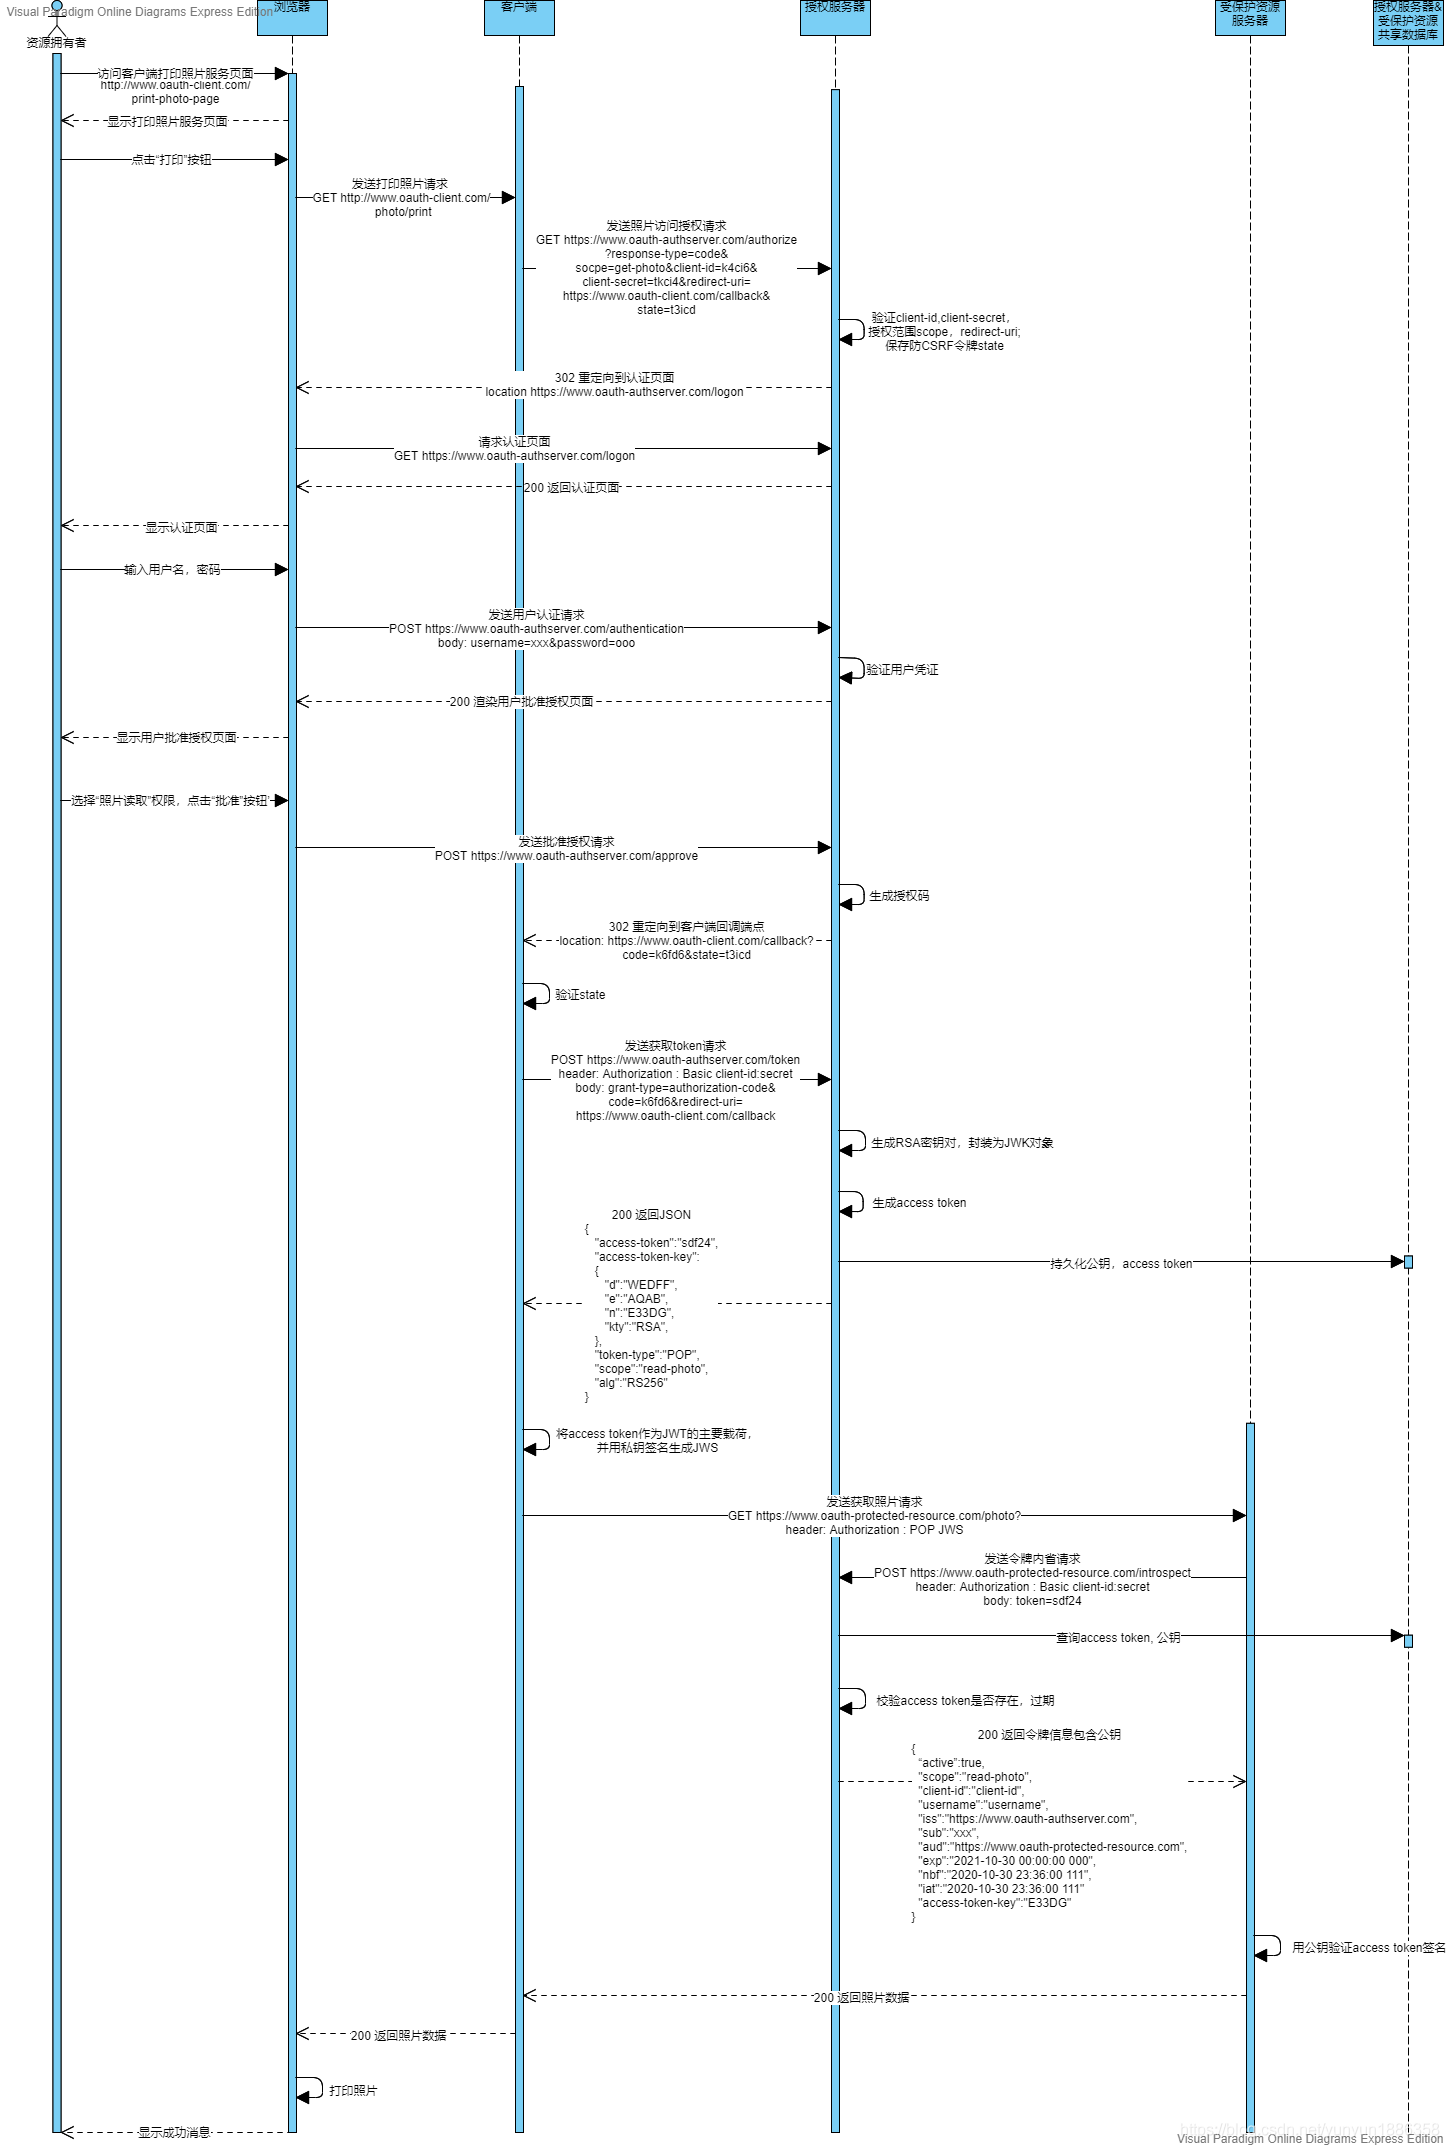 Visual Paradigm Online Diagrams Express Edition
资源拥有者
浏览器
客户端
授权服务器
受保护资源
服务器
授权服务器&
受保护资源
共享数据库
访问客户端打印照片服务页面
http://www.oauth-client.com/
print-photo-page
显示打印照片服务页面
点击“打印”按钮
发送打印照片请求
GET http://www.oauth-client.com/
photo/print
发送照片访问授权请求
GET https://www.oauth-authserver.com/authorize
?response-type=code&
socpe=get-photo&client-id=k4ci6&
client-secret=tkci4&redirect-uri=
https://www.oauth-client.com/callback&
state=t3icd
验证client-id,client-secret，
授权范围scope，redirect-uri;
保存防CSRF令牌state
302 重定向到认证页面
location https://www.oauth-authserver.com/logon
请求认证页面
GET https://www.oauth-authserver.com/logon
200 返回认证页面
显示认证页面
输入用户名，密码
发送用户认证请求
POST https://www.oauth-authserver.com/authentication
body: username=xxx&password=ooo
验证用户凭证
200 渲染用户批准授权页面
显示用户批准授权页面
选择“照片读取”权限，点击“批准”按钮
发送批准授权请求
POST https://www.oauth-authserver.com/approve
生成授权码
302 重定向到客户端回调端点
location: https://www.oauth-client.com/callback?
code=k6fd6&state=t3icd
验证state
发送获取token请求
POST https://www.oauth-authserver.com/token
header: Authorization : Basic client-id:secret
body: grant-type=authorization-code&
code=k6fd6&redirect-uri=
https://www.oauth-client.com/callback
生成RSA密钥对，封装为JWK对象
生成access token
持久化公钥，access token
200 返回JSON
{
"access-token":"sdf24",
"access-token-key":
{
"d":"WEDFF",
"e":"AQAB",
"n":"E33DG",
"kty":"RSA",
},
"token-type":"POP",
"scope":"read-photo",
"alg":"RS256"
}
将access token作为JWT的主要载荷，
并用私钥签名生成JWS
发送获取照片请求
GET https://www.oauth-protected-resource.com/photo?
header: Authorization : POP JWS
发送令牌内省请求
POST https://www.oauth-protected-resource.com/introspect
header: Authorization : Basic client-id:secret
body: token=sdf24
查询access token, 公钥
校验access token是否存在，过期
200 返回令牌信息包含公钥
{
“active”:true,
"scope":"read-photo",
"client-id":"client-id",
"username":"username",
"iss":"https://www.oauth-authserver.com",
"sub":"xxx",
"aud":"https://www.oauth-protected-resource.com",
"exp":"2021-10-30 00:00:00 000",
"nbf":"2020-10-30 23:36:00 111",
"iat":"2020-10-30 23:36:00 111"
"access-token-key":"E33DG"
}
用公钥验证access token签名
200 返回照片数据
200 返回照片数据
打印照片
显示成功消息
Visual Paradigm Online Diagrams Express Edition